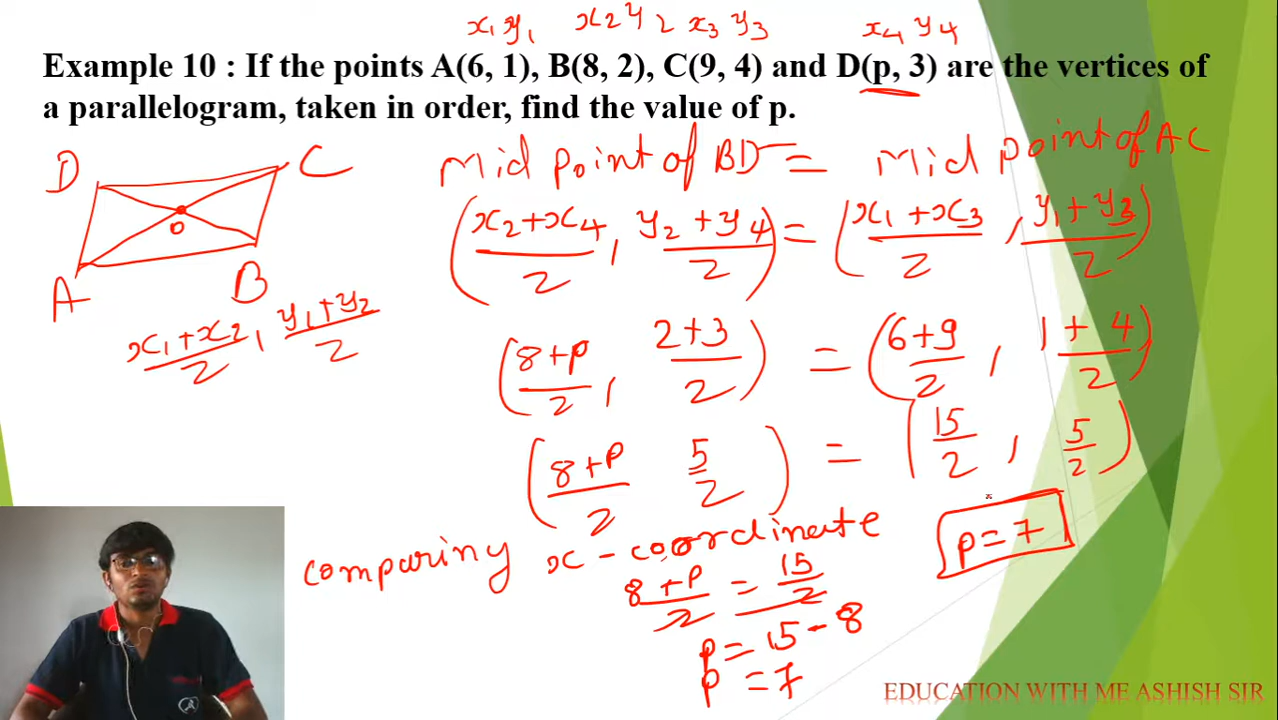 x₁ y₁ x₂ y₂ x₃ y₃ x₄ y₄
Example 10 : If the points A(6, 1), B(8, 2), C(9, 4) and D(p, 3) are the vertices of
a parallelogram, taken in order, find the value of p.
D C
A B
O
x₁+x₂/2, y₁+y₂/2
Mid point of BD = Mid point of AC
(x₂+x₄/2, y₂+y₄/2) = (x₁+x₃/2, y₁+y₃/2)
(8+p/2, 2+3/2) = (6+9/2, 1+4/2)
(8+p/2 5/2) = (15/2, 5/2)
comparing x-coordinate
8+p/2 = 15/2
p = 15-8
p = 7
p = 7
EDUCATION WITH ME ASHISH SIR